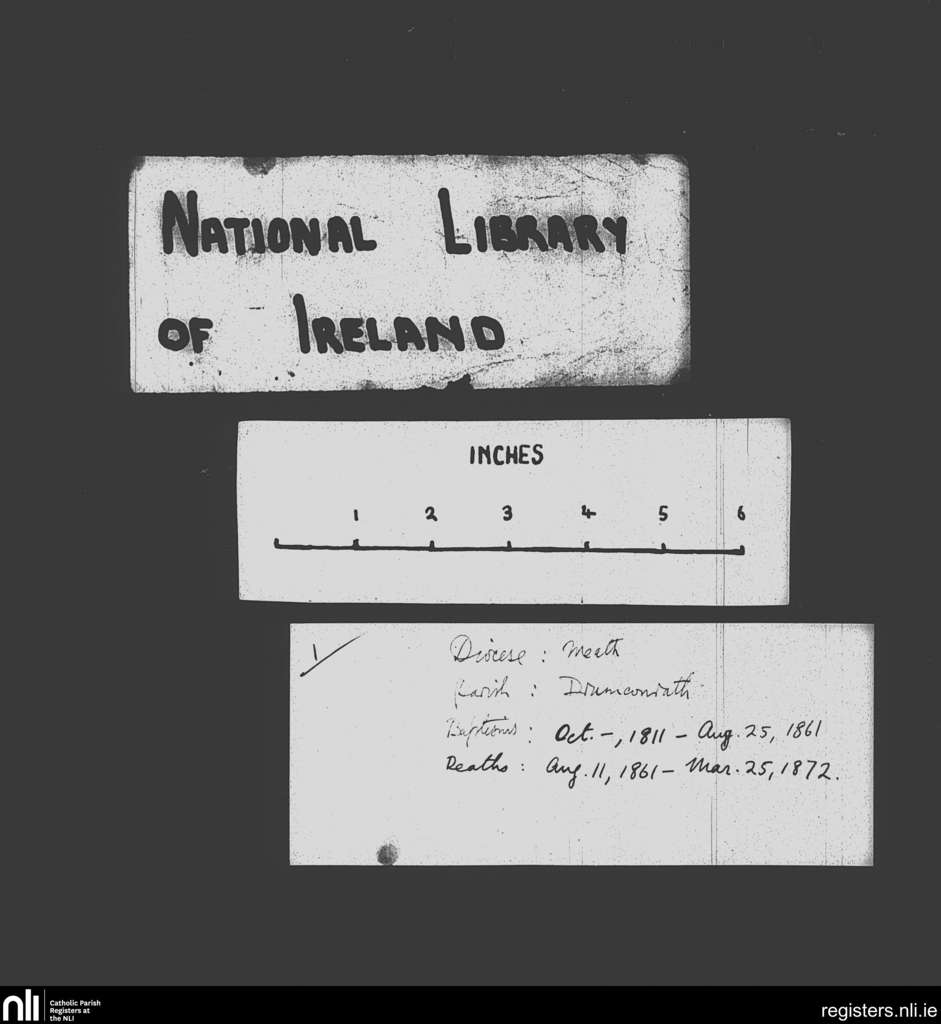 NATIONAL LIBRARY
OF IRELAND
INCHES
1 2 3 4 5 6
1
Diocese : Meath
Parish : Drumconrath
Baptisms : Oct. –, 1811 – Aug. 25, 1861
Deaths : Aug. 11, 1861 – Mar. 25, 1872.
nli
Catholic Parish
Registers at
the NLI
registers.nli.ie